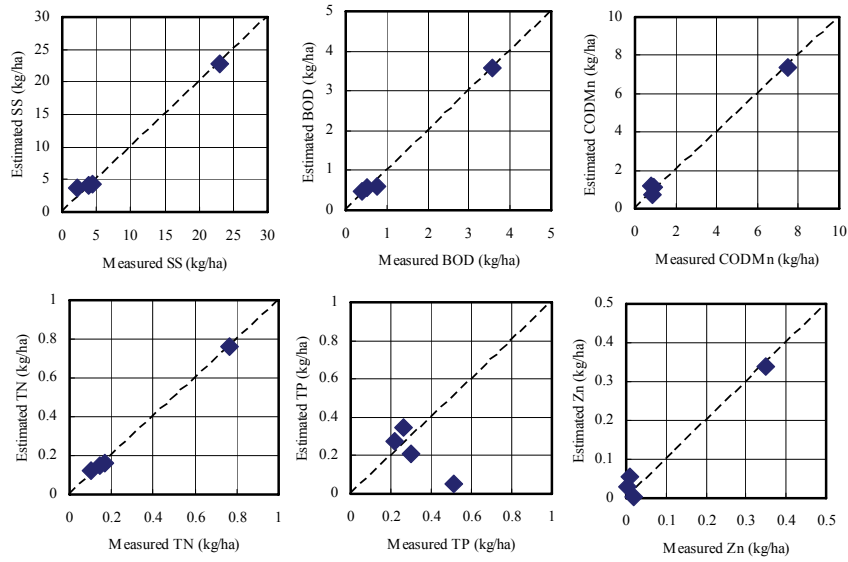 Estimated SS (kg/ha)
30
25
20
15
10
5
0
0 5 10 15 20 25 30
Measured SS (kg/ha)
Estimated BOD (kg/ha)
5
4
3
2
1
0
0 1 2 3 4 5
Measured BOD (kg/ha)
Estimated CODMn (kg/ha)
10
8
6
4
2
0
0 2 4 6 8 10
Measured CODMn (kg/ha)
Estimated TN (kg/ha)
1
0.8
0.6
0.4
0.2
0
0 0.2 0.4 0.6 0.8 1
Measured TN (kg/ha)
Estimated TP (kg/ha)
1
0.8
0.6
0.4
0.2
0
0 0.2 0.4 0.6 0.8 1
Measured TP (kg/ha)
Estimated Zn (kg/ha)
0.5
0.4
0.3
0.2
0.1
0
0 0.1 0.2 0.3 0.4 0.5
Measured Zn (kg/ha)